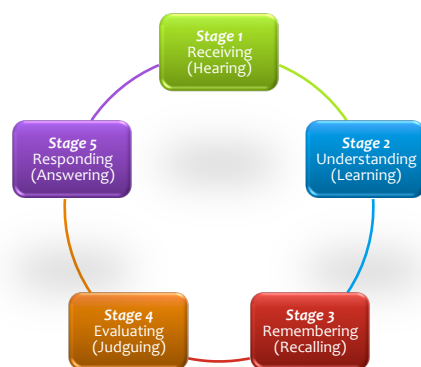 Stage 1
Receiving
(Hearing)
Stage 2
Understanding
(Learning)
Stage 3
Remembering
(Recalling)
Stage 4
Evaluating
(Judguing)
Stage 5
Responding
(Answering)